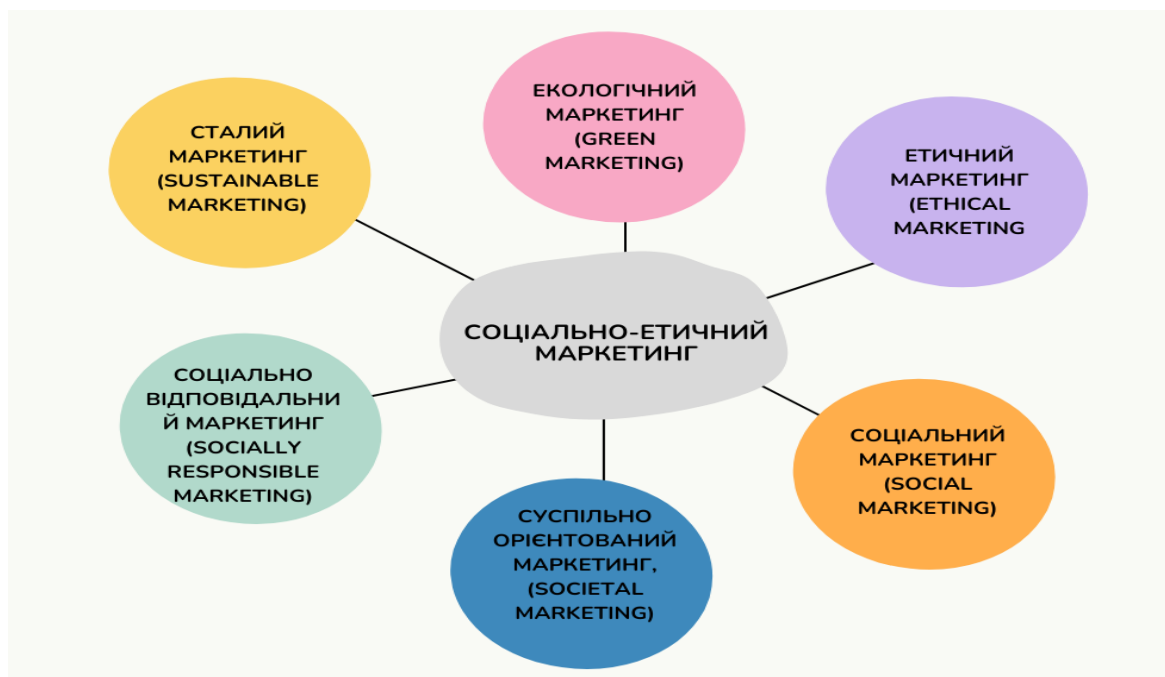 СТАЛИЙ
МАРКЕТИНГ
(SUSTAINABLE
MARKETING)
ЕКОЛОГІЧНИЙ
МАРКЕТИНГ
(GREEN
MARKETING)
ЕТИЧНИЙ
МАРКЕТИНГ
(ETHICAL
MARKETING
СОЦІАЛЬНО-ЕТИЧНИЙ
МАРКЕТИНГ
СОЦІАЛЬНО
ВІДПОВІДАЛЬНИ
Й МАРКЕТИНГ
(SOCIALLY
RESPONSIBLE
MARKETING)
СУСПІЛЬНО
ОРІЄНТОВАНИЙ
МАРКЕТИНГ,
(SOCIETAL
MARKETING)
СОЦІАЛЬНИЙ
МАРКЕТИНГ
(SOCIAL
MARKETING)